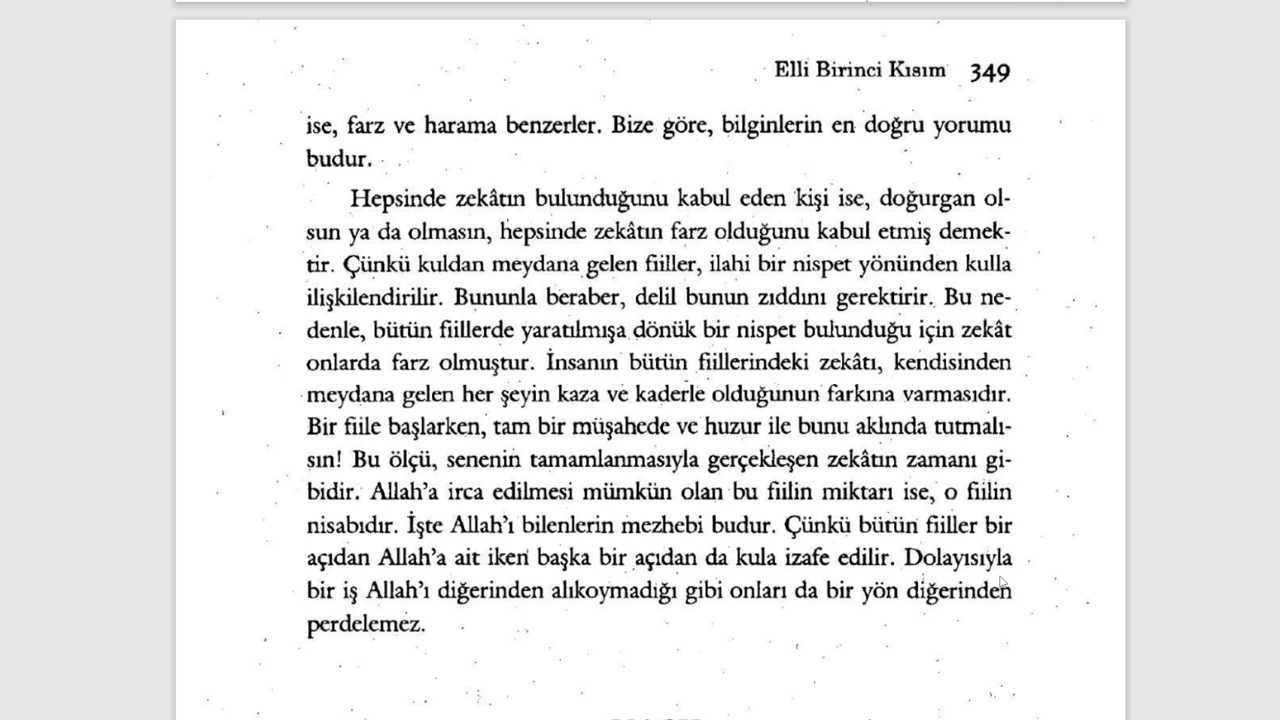 Elli Birinci Kısım 349
ise, farz ve harama benzerler. Bize göre, bilginlerin en doğru yorumu
budur.
Hepsinde zekâtın bulunduğunu kabul eden kişi ise, doğurgan ol-
sun ya da olmasın, hepsinde zekâtın farz olduğunu kabul etmiş demek-
tir. Çünkü kuldan meydana gelen fiiller, ilahi bir nispet yönünden kulla
ilişkilendirilir. Bununla beraber, delil bunun zıddını gerektirir. Bu ne-
denle, bütün fiillerde yaratılmışa dönük bir nispet bulunduğu için zekât
onlarda farz olmuştur. İnsanın bütün fiillerindeki zekâtı, kendisinden
meydana gelen her şeyin kaza ve kaderle olduğunun farkına varmasıdır.
Bir fiile başlarken, tam bir müşahede ve huzur ile bunu aklında tutmalı-
sın! Bu ölçü, senenin tamamlanmasıyla gerçekleşen zekâtın zamanı gi-
bidir. Allah'a irca edilmesi mümkün olan bu fiilin miktarı ise, o fiilin
nisabıdır. İşte Allah'ı bilenlerin mezhebi budur. Çünkü bütün fiiller bir
açıdan Allah'a ait iken başka bir açıdan da kula izafe edilir. Dolayısıyla
bir iş Allah'ı diğerinden alıkoymadığı gibi onları da bir yön diğerinden
perdelemez.